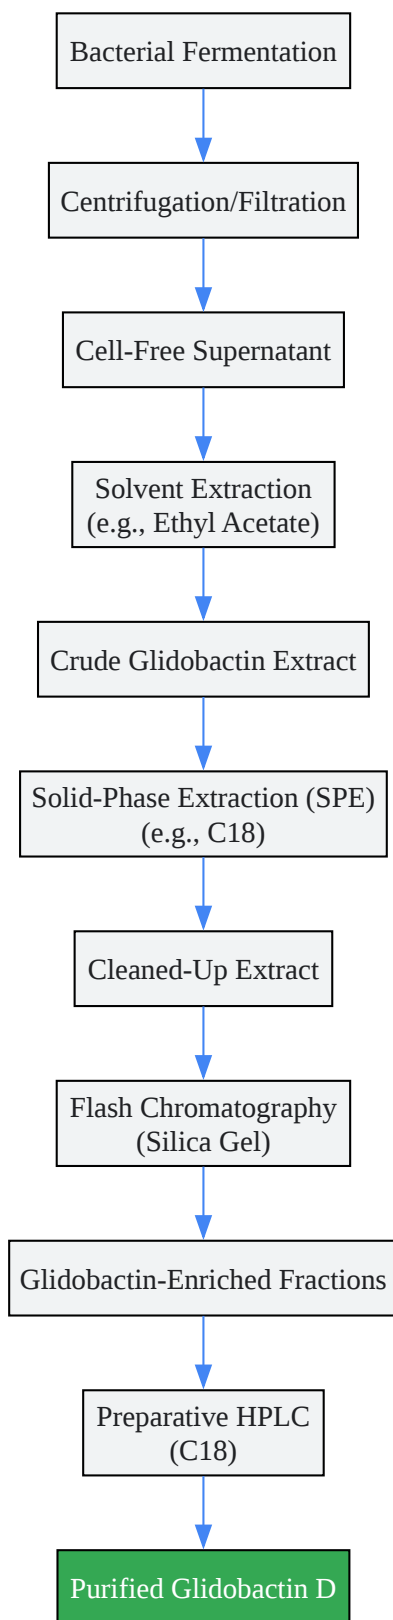 Bacterial Fermentation
Centrifugation/Filtration
Cell-Free Supernatant
Solvent Extraction
(e.g., Ethyl Acetate)
Crude Glidobactin Extract
Solid-Phase Extraction (SPE)
(e.g., C18)
Cleaned-Up Extract
Flash Chromatography
(Silica Gel)
Glidobactin-Enriched Fractions
Preparative HPLC
(C18)
Purified Glidobactin D